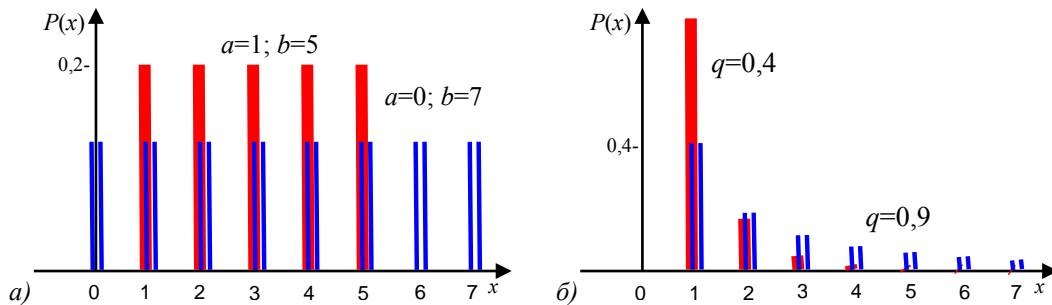 P(x)
a=1; b=5
0,2-
a=0; b=7
а) 0 1 2 3 4 5 6 7 x
P(x)
q=0,4
0,4-
q=0,9
б) 0 1 2 3 4 5 6 7 x